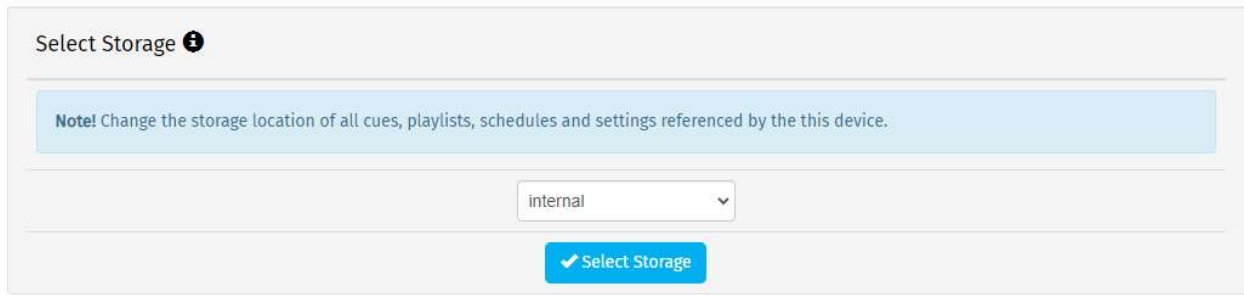 Select Storage
Note! Change the storage location of all cues, playlists, schedules and settings referenced by the this device.
internal
Select Storage